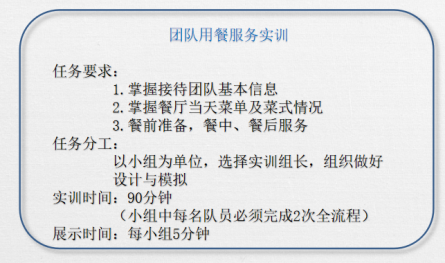 团队用餐服务实训
任务要求：
1.掌握接待团队基本信息
2.掌握餐厅当天菜单及菜式情况
3.餐前准备，餐中、餐后服务
任务分工：
以小组为单位，选择实训组长，组织做好
设计与模拟
实训时间：90分钟
（小组中每名队员必须完成2次全流程）
展示时间：每小组5分钟